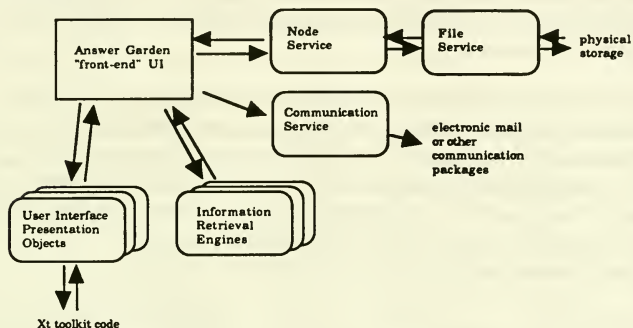 Answer Garden
"front-end" UI
Node
Service
File
Service
physical
storage
Communication
Service
electronic mail
or other
communication
packages
User Interface
Presentation
Objects
Information
Retrieval
Engines
Xt toolkit code